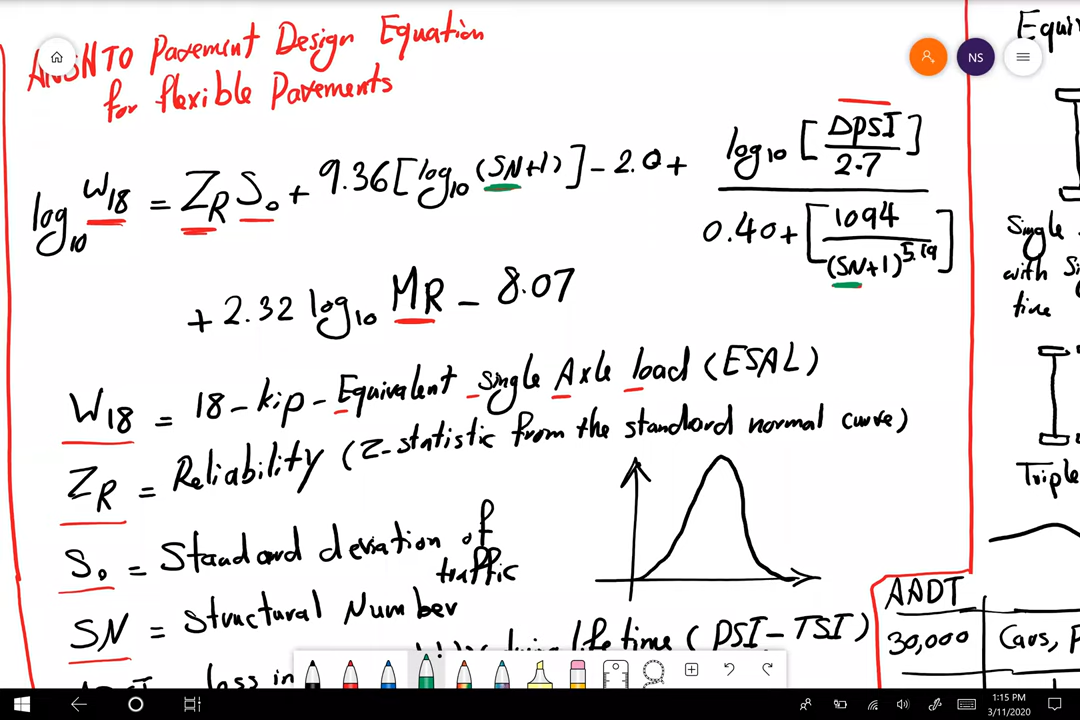 AASHTO Pavement Design Equation
for flexible Pavements
log10 W18 = ZR So + 9.36 [log10 (SN+1)] - 2.0 + log10 [ΔPSI / 2.7] / 0.40 + [1094 / (SN+1)^5.19]
+ 2.32 log10 MR - 8.07
W18 = 18-kip-Equivalent Single Axle load (ESAL)
ZR = Reliability (Z-statistic from the standard normal curve)
So = Standard deviation of
traffic
SN = Structural Number
loss in
life time (PSI - TSI)
NS
Single
with
tire
Triple
AADT
30,000 Cars,
1:15 PM
3/11/2020